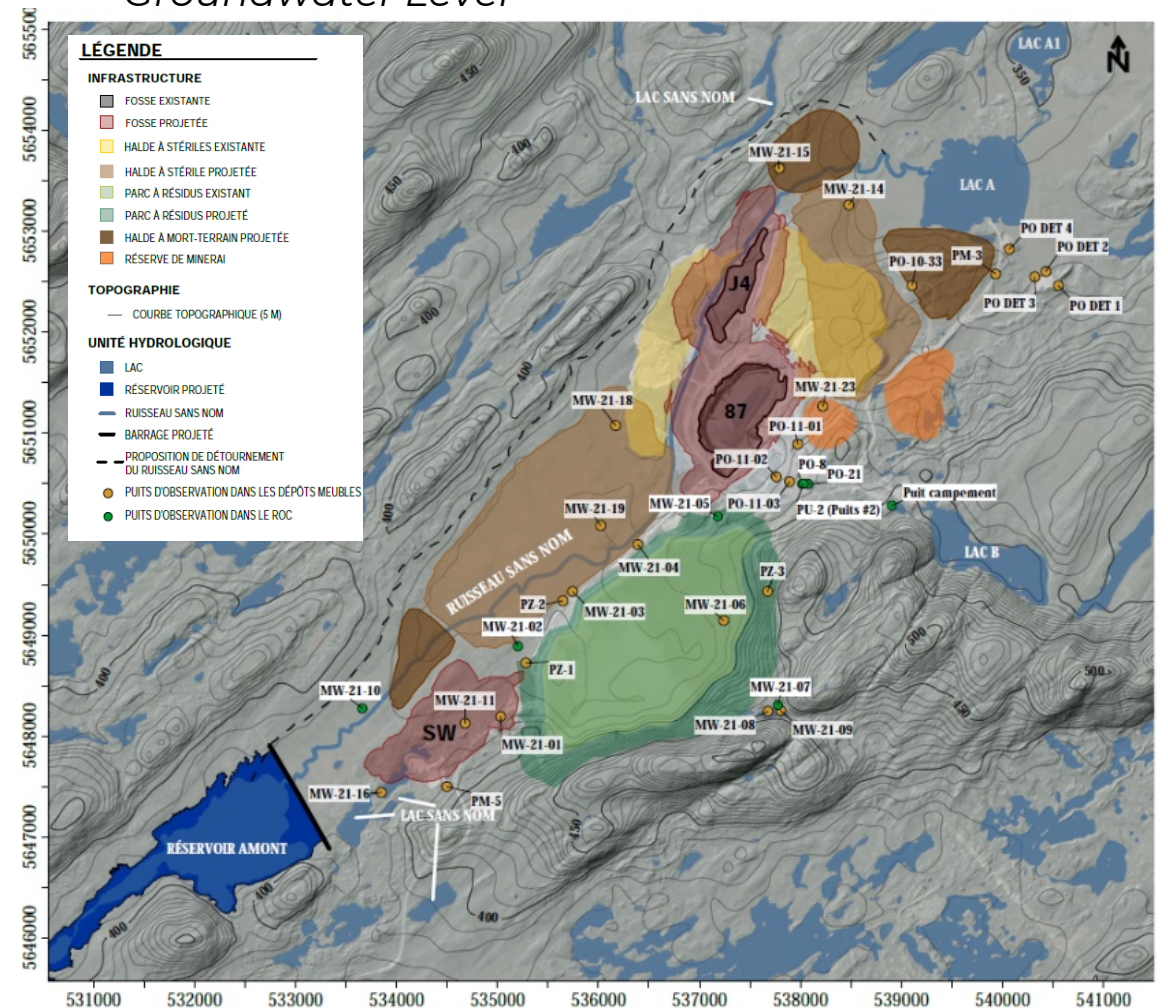 Groundwater Level
LÉGENDE
INFRASTRUCTURE
FOSSE EXISTANTE
FOSSE PROJETÉE
HALDE À STÉRILES EXISTANTE
HALDE À STÉRILE PROJETÉE
PARC À RÉSIDUS EXISTANT
PARC À RÉSIDUS PROJETÉ
HALDE À MORT-TERRAIN PROJETÉE
RÉSERVE DE MINERAI
TOPOGRAPHIE
COURBE TOPOGRAPHIQUE (5 M)
UNITÉ HYDROLOGIQUE
LAC
RÉSERVOIR PROJETÉ
RUISSEAU SANS NOM
BARRAGE PROJETÉ
PROPOSITION DE DÉTOURNEMENT
DU RUISSEAU SANS NOM
PUITS D'OBSERVATION DANS LES DÉPÔTS MEUBLES
PUITS D'OBSERVATION DANS LE ROC
LAC A1
N
450
350
LAC SANS NOM
400
MW-21-15
450
MW-21-14
LAC A
PO DET 4
PO DET 2
PM-3
PO-10-33
J4
PO DET 3
PO DET 1
400
400
MW-21-23
MW-21-18
87
PO-11-01
PO-11-02
PO-8
PO-21
Puit campement
MW-21-05
PO-11-03
PU-2 (Puits #2)
MW-21-19
400
LAC B
RUISSEAU SANS NOM
MW-21-04
PZ-3
PZ-2
MW-21-03
MW-21-06
MW-21-02
500
PZ-1
400
500
MW-21-10
MW-21-07
MW-21-11
450
SW
MW-21-08
MW-21-09
MW-21-01
MW-21-16
PM-5
LAC SANS NOM
450
RÉSERVOIR AMONT
400
400
400
5655000
5654000
5653000
5652000
5651000
5650000
5649000
5648000
5647000
5646000
531000
532000
533000
534000
535000
536000
537000
538000
539000
540000
541000